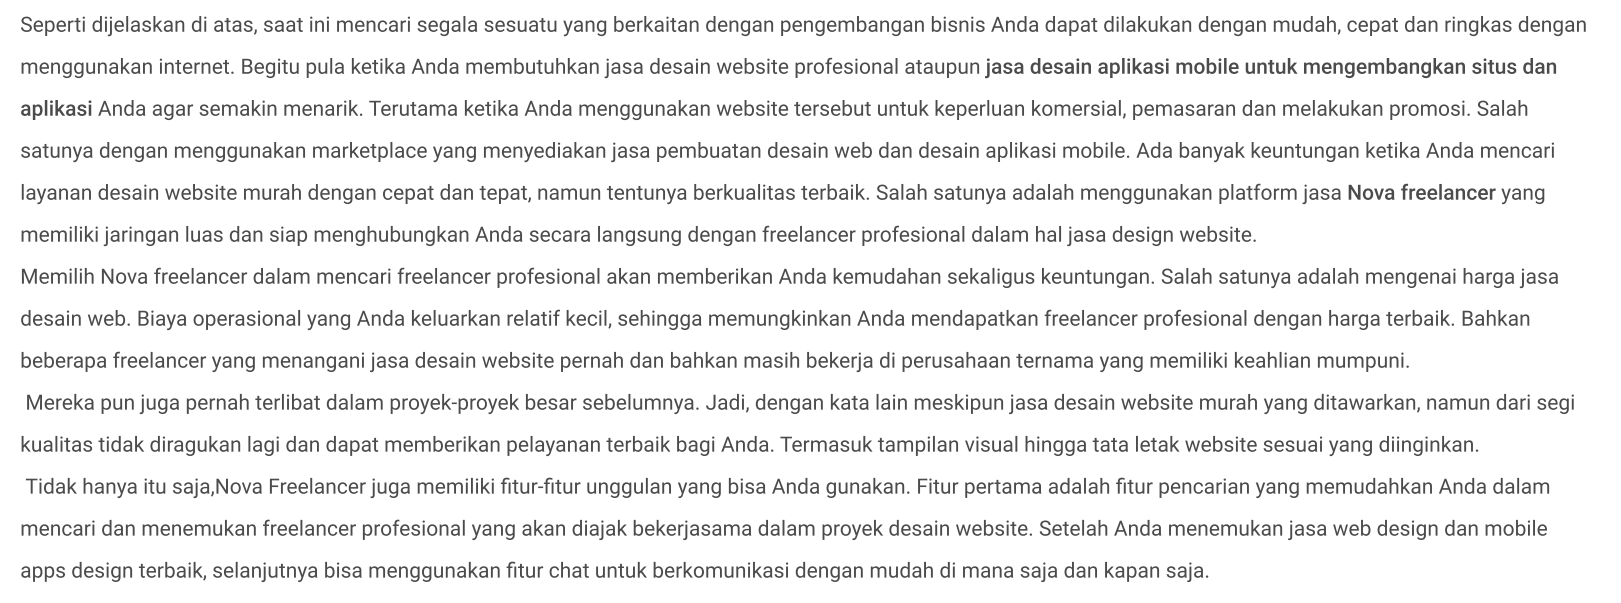 Seperti dijelaskan di atas, saat ini mencari segala sesuatu yang berkaitan dengan pengembangan bisnis Anda dapat dilakukan dengan mudah, cepat dan ringkas dengan
menggunakan internet. Begitu pula ketika Anda membutuhkan jasa desain website profesional ataupun jasa desain aplikasi mobile untuk mengembangkan situs dan
aplikasi Anda agar semakin menarik. Terutama ketika Anda menggunakan website tersebut untuk keperluan komersial, pemasaran dan melakukan promosi. Salah
satunya dengan menggunakan marketplace yang menyediakan jasa pembuatan desain web dan desain aplikasi mobile. Ada banyak keuntungan ketika Anda mencari
layanan desain website murah dengan cepat dan tepat, namun tentunya berkualitas terbaik. Salah satunya adalah menggunakan platform jasa Nova freelancer yang
memiliki jaringan luas dan siap menghubungkan Anda secara langsung dengan freelancer profesional dalam hal jasa design website.
Memilih Nova freelancer dalam mencari freelancer profesional akan memberikan Anda kemudahan sekaligus keuntungan. Salah satunya adalah mengenai harga jasa
desain web. Biaya operasional yang Anda keluarkan relatif kecil, sehingga memungkinkan Anda mendapatkan freelancer profesional dengan harga terbaik. Bahkan
beberapa freelancer yang menangani jasa desain website pernah dan bahkan masih bekerja di perusahaan ternama yang memiliki keahlian mumpuni.
Mereka pun juga pernah terlibat dalam proyek-proyek besar sebelumnya. Jadi, dengan kata lain meskipun jasa desain website murah yang ditawarkan, namun dari segi
kualitas tidak diragukan lagi dan dapat memberikan pelayanan terbaik bagi Anda. Termasuk tampilan visual hingga tata letak website sesuai yang diinginkan.
Tidak hanya itu saja,Nova Freelancer juga memiliki fitur-fitur unggulan yang bisa Anda gunakan. Fitur pertama adalah fitur pencarian yang memudahkan Anda dalam
mencari dan menemukan freelancer profesional yang akan diajak bekerjasama dalam proyek desain website. Setelah Anda menemukan jasa web design dan mobile
apps design terbaik, selanjutnya bisa menggunakan fitur chat untuk berkomunikasi dengan mudah di mana saja dan kapan saja.